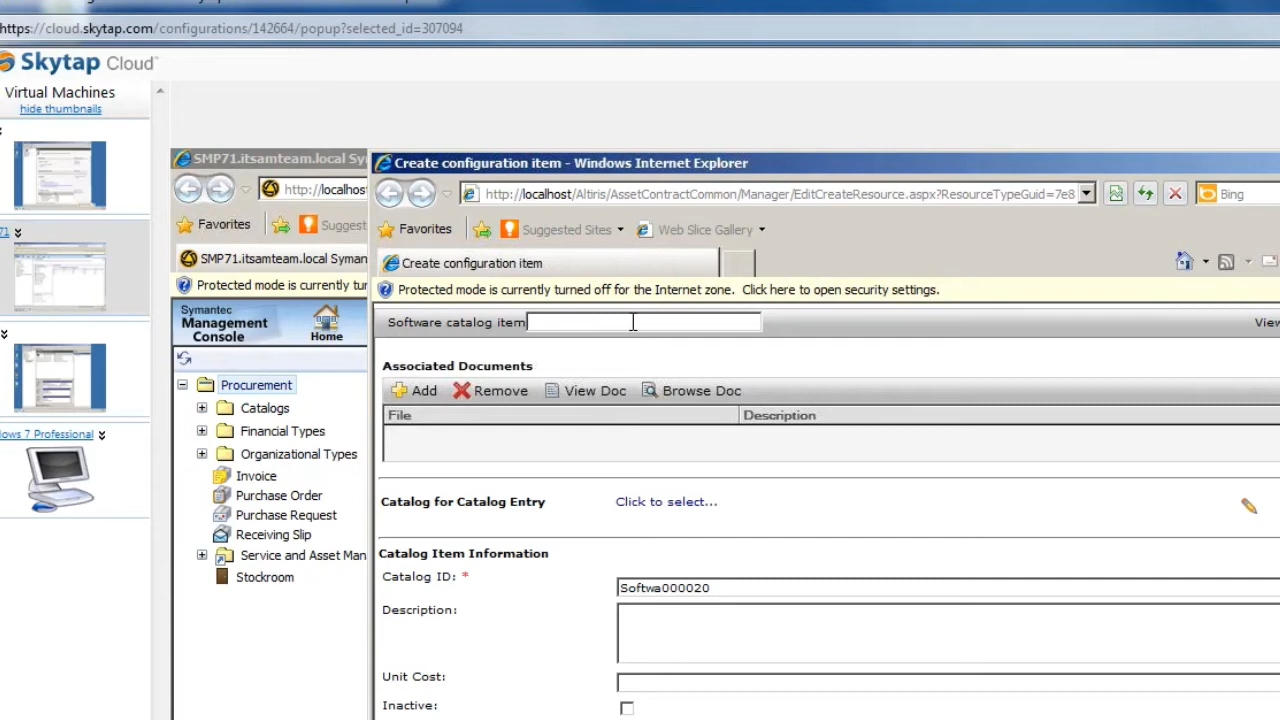 https://cloud.skytap.com/configurations/142664/popup?selected_id=307094
Skytap Cloud
Virtual Machines
hide thumbnails
71
ows 7 Professional
SMP71.itsamteam.local Sy
http://localhost
Favorites
Suggest
SMP71.itsamteam.local Syman
Protected mode is currently tur
Symantec
Management
Console
Home
Procurement
Catalogs
Financial Types
Organizational Types
Invoice
Purchase Order
Purchase Request
Receiving Slip
Service and Asset Man
Stockroom
Create configuration item - Windows Internet Explorer
http://localhost/Altiris/AssetContractCommon/Manager/EditCreateResource.aspx?ResourceTypeGuid=7e8
Bing
Favorites
Suggested Sites
Web Slice Gallery
Create configuration item
Protected mode is currently turned off for the Internet zone. Click here to open security settings.
Software catalog item
View
Associated Documents
Add
Remove
View Doc
Browse Doc
File
Description
Catalog for Catalog Entry
Click to select...
Catalog Item Information
Catalog ID: *
Softwa000020
Description:
Unit Cost:
Inactive: